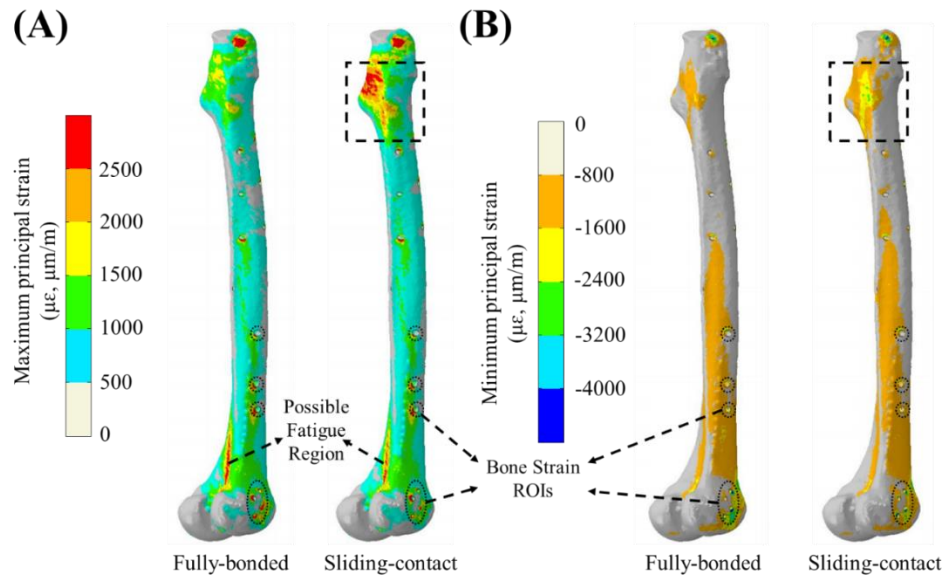 (A)
Maximum principal strain
(με, μm/m)
2500
2000
1500
1000
500
0
Possible
Fatigue
Region
Fully-bonded
Sliding-contact
(B)
Minimum principal strain
(με, μm/m)
0
-800
-1600
-2400
-3200
-4000
Bone Strain
ROIs
Fully-bonded
Sliding-contact